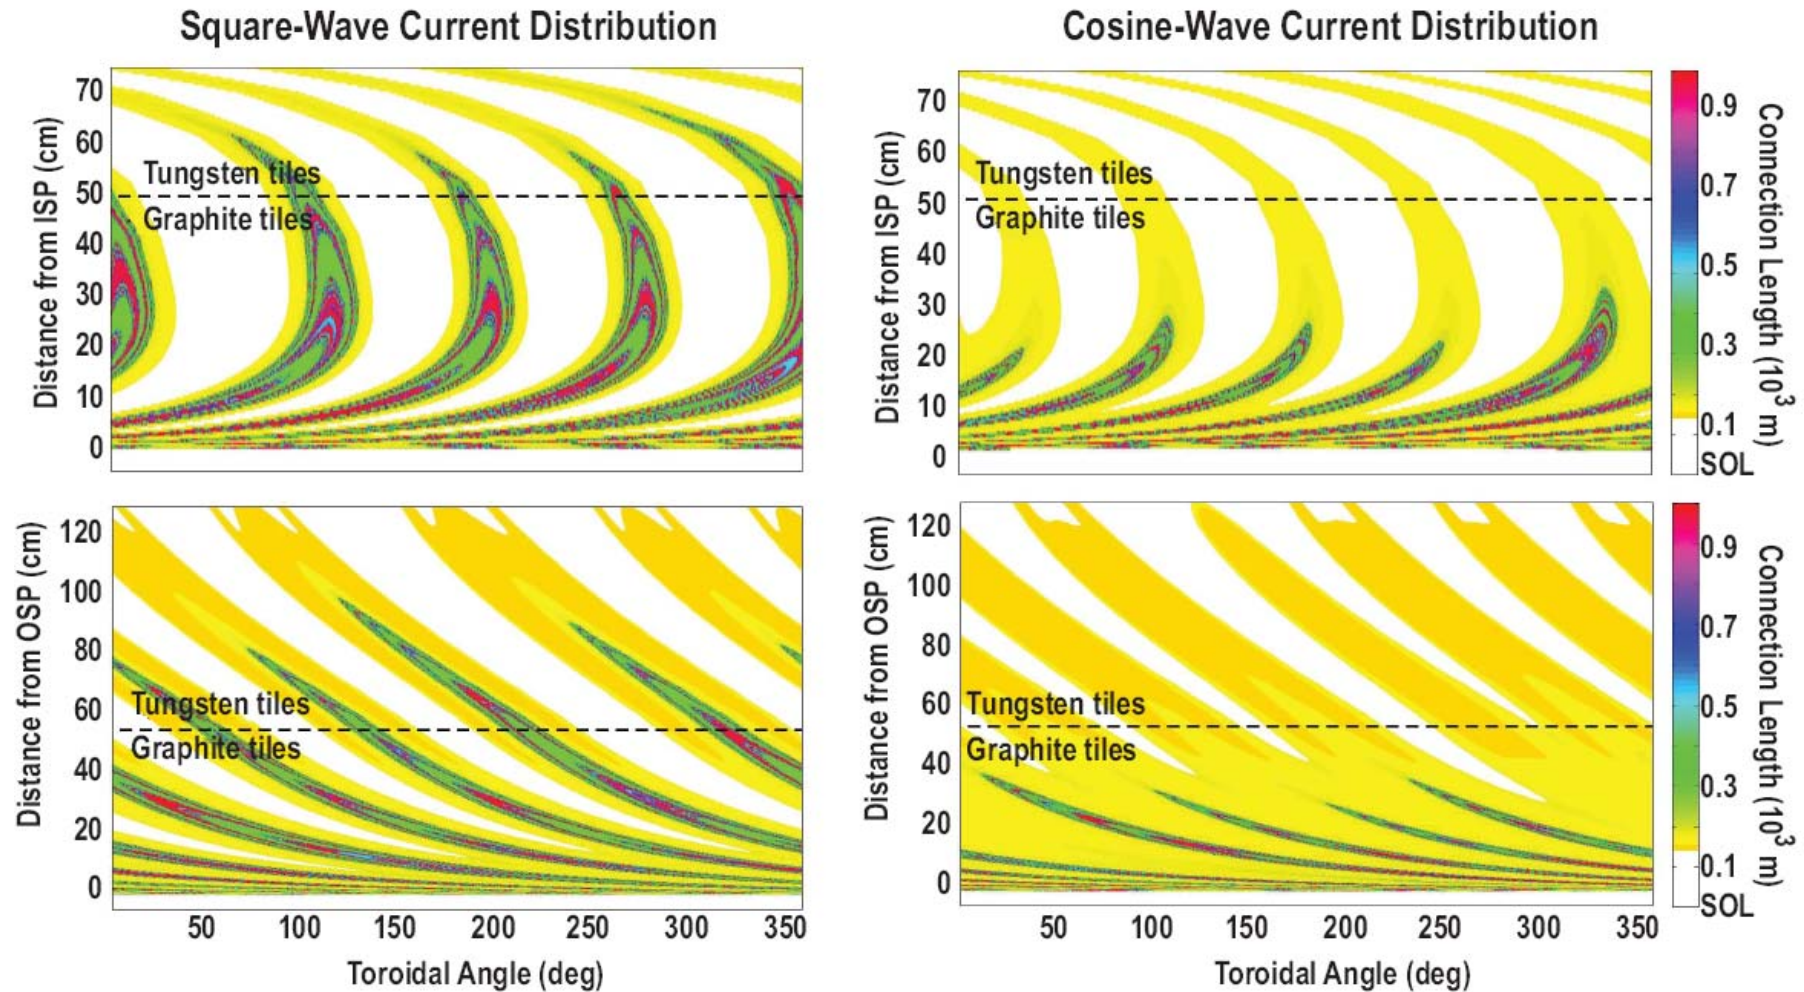 Square-Wave Current Distribution
Cosine-Wave Current Distribution
Distance from ISP (cm)
70
60
50
40
30
20
10
0
Tungsten tiles
Graphite tiles
Distance from ISP (cm)
70
60
50
40
30
20
10
0
Tungsten tiles
Graphite tiles
0.9
0.7
0.5
0.3
0.1
SOL
Connection Length (10³ m)
Distance from OSP (cm)
120
100
80
60
40
20
0
Tungsten tiles
Graphite tiles
50 100 150 200 250 300 350
Toroidal Angle (deg)
Distance from OSP (cm)
120
100
80
60
40
20
0
Tungsten tiles
Graphite tiles
50 100 150 200 250 300 350
Toroidal Angle (deg)
0.9
0.7
0.5
0.3
0.1
SOL
Connection Length (10³ m)